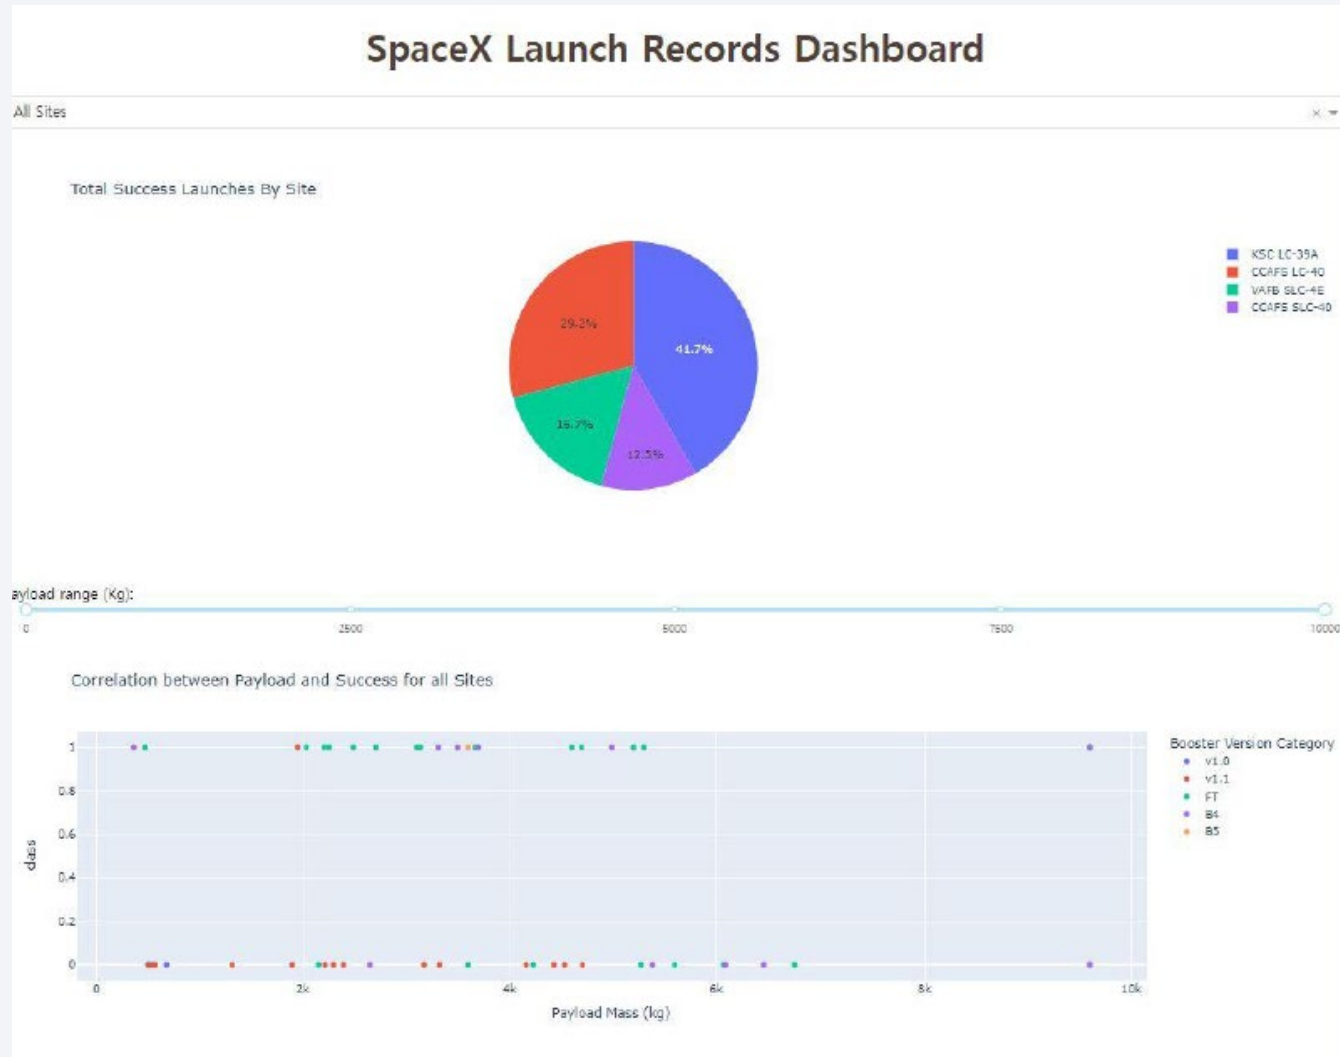 SpaceX Launch Records Dashboard
All Sites
Total Success Launches By Site
KSC LC-39A
CCAFS LC-40
VAFB SLC-4E
CCAFS SLC-40
29.2%
41.7%
16.7%
12.5%
ayload range (Kg):
0 2500 5000 7500 10000
Correlation between Payload and Success for all Sites
Booster Version Category
v1.0
v1.1
FT
B4
B5
1
0.8
0.6
0.4
0.2
0
class
0 2k 4k 6k 8k 10k
Payload Mass (kg)